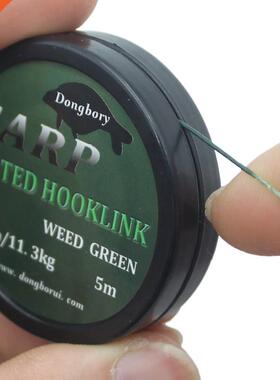 Dongbory
ARP
TED HOOKLINK
WEED GREEN
/11.3kg
5m
www.dongborui.com